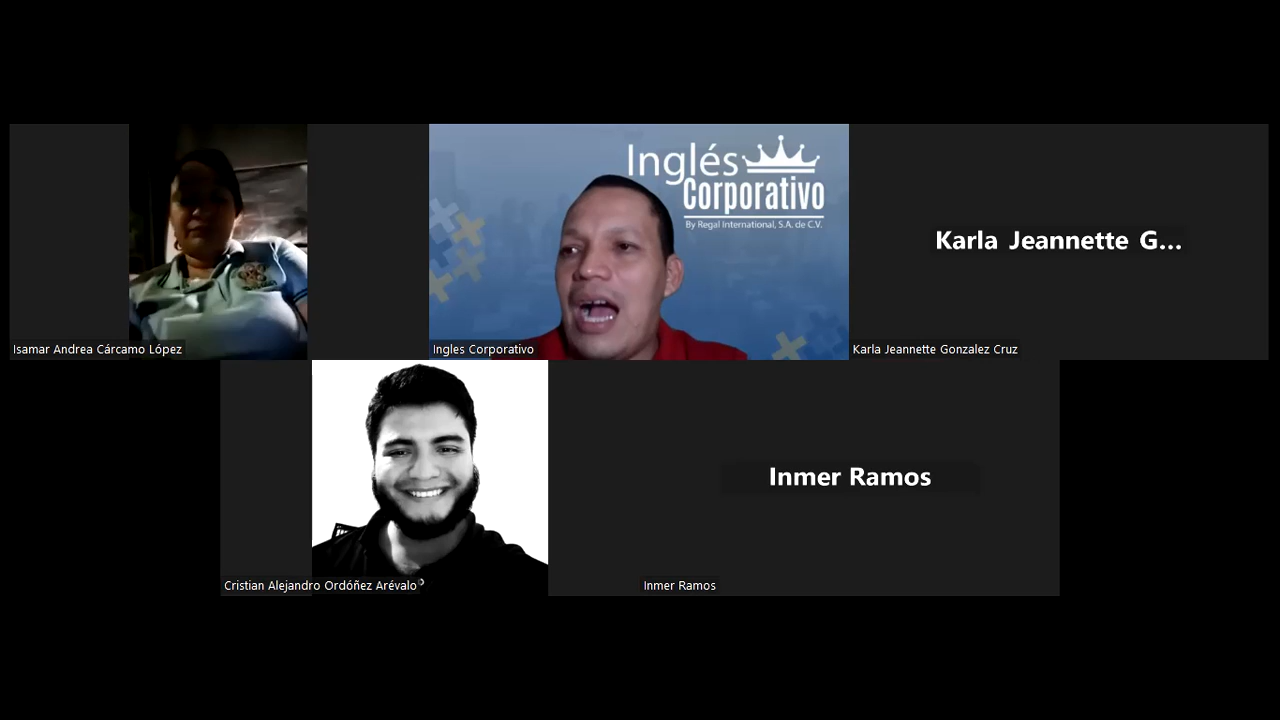 Inglés
Corporativo
By Regal International, S.A. de C.V.
Karla Jeannette G...
Isamar Andrea Cárcamo López
Ingles Corporativo
Karla Jeannette Gonzalez Cruz
Inmer Ramos
Cristian Alejandro Ordóñez Arévalo
Inmer Ramos